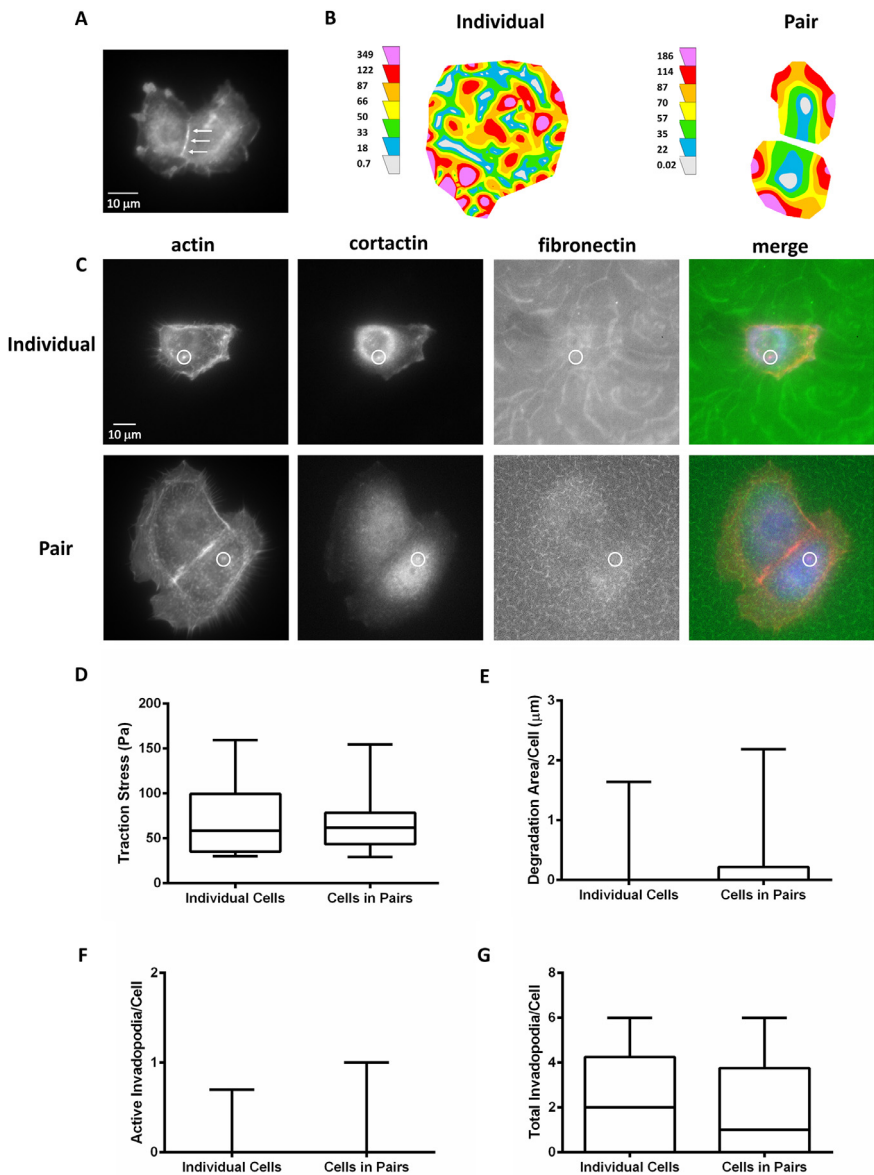 A
10 μm
B
Individual
349
122
87
66
50
33
18
0.7
Pair
186
114
87
70
57
35
22
0.02
C
actin
cortactin
fibronectin
merge
Individual
10 μm
Pair
D
Traction Stress (Pa)
200
150
100
50
0
Individual Cells
Cells in Pairs
E
Degradation Area/Cell (μm)
3
2
1
0
Individual Cells
Cells in Pairs
F
Active Invadopodia/Cell
2
1
0
Individual Cells
Cells in Pairs
G
Total Invadopodia/Cell
8
6
4
2
0
Individual Cells
Cells in Pairs